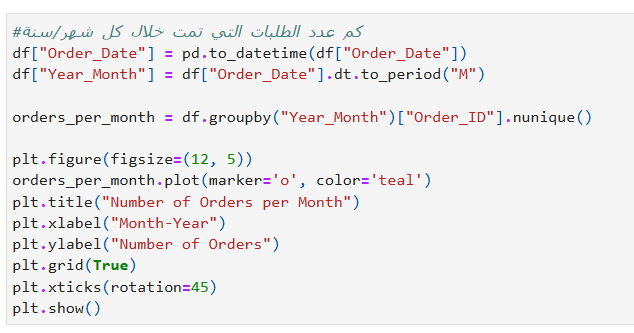 #كم عدد الطلبات التي تمت خلال كل شهر/سنة
df["Order_Date"] = pd.to_datetime(df["Order_Date"])
df["Year_Month"] = df["Order_Date"].dt.to_period("M")
orders_per_month = df.groupby("Year_Month")["Order_ID"].nunique()
plt.figure(figsize=(12, 5))
orders_per_month.plot(marker='o', color='teal')
plt.title("Number of Orders per Month")
plt.xlabel("Month-Year")
plt.ylabel("Number of Orders")
plt.grid(True)
plt.xticks(rotation=45)
plt.show()